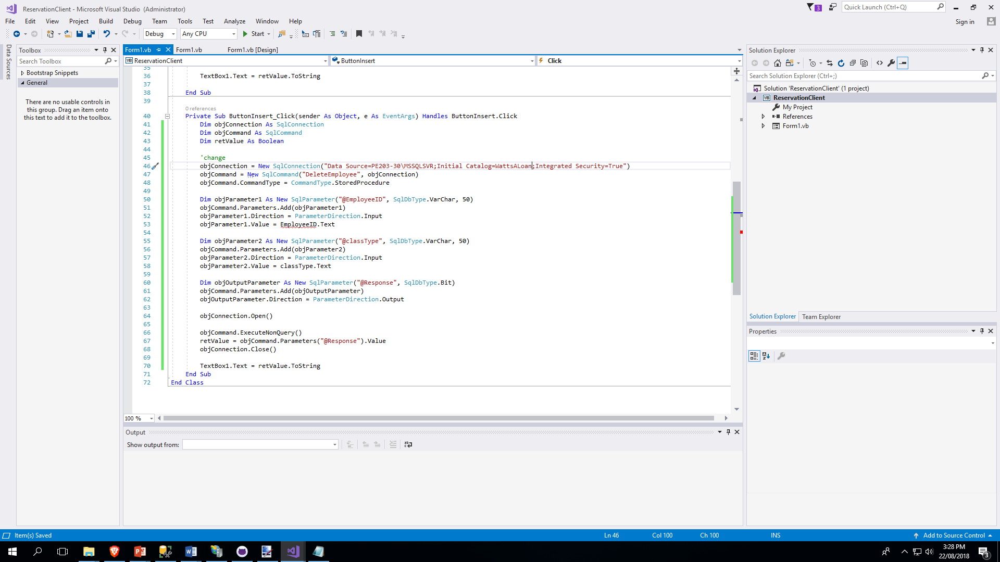 ReservationClient - Microsoft Visual Studio (Administrator)
3
Quick Launch (Ctrl+Q)
File Edit View Project Build Debug Team Tools Test Analyze Window Help
Sign in
Debug
Any CPU
Start
Data Sources
Toolbox
Search Toolbox
Bootstrap Snippets
General
There are no usable controls in
this group. Drag an item onto
this text to add it to the toolbox.
Form1.vb Form1.vb Form1.vb [Design]
VB ReservationClient ButtonInsert Click
35
36 TextBox1.Text = retValue.ToString
37
38 End Sub
39
0 references
40 Private Sub ButtonInsert_Click(sender As Object, e As EventArgs) Handles ButtonInsert.Click
41 Dim objConnection As SqlConnection
42 Dim objCommand As SqlCommand
43 Dim retValue As Boolean
44
45 'change
46 objConnection = New SqlConnection("Data Source=PE203-30\MSSQLSVR;Initial Catalog=WattsALoan;Integrated Security=True")
47 objCommand = New SqlCommand("DeleteEmployee", objConnection)
48 objCommand.CommandType = CommandType.StoredProcedure
49
50 Dim objParameter1 As New SqlParameter("@EmployeeID", SqlDbType.VarChar, 50)
51 objCommand.Parameters.Add(objParameter1)
52 objParameter1.Direction = ParameterDirection.Input
53 objParameter1.Value = EmployeeID.Text
54
55 Dim objParameter2 As New SqlParameter("@classType", SqlDbType.VarChar, 50)
56 objCommand.Parameters.Add(objParameter2)
57 objParameter2.Direction = ParameterDirection.Input
58 objParameter2.Value = classType.Text
59
60 Dim objOutputParameter As New SqlParameter("@Response", SqlDbType.Bit)
61 objCommand.Parameters.Add(objOutputParameter)
62 objOutputParameter.Direction = ParameterDirection.Output
63
64 objConnection.Open()
65
66 objCommand.ExecuteNonQuery()
67 retValue = objCommand.Parameters("@Response").Value
68 objConnection.Close()
69
70 TextBox1.Text = retValue.ToString
71 End Sub
72 End Class
100 %
Output
Show output from:
Solution Explorer
Search Solution Explorer (Ctrl+;)
Solution 'ReservationClient' (1 project)
VB ReservationClient
My Project
References
Form1.vb
Solution Explorer Team Explorer
Properties
Item(s) Saved
Ln 46 Col 100 Ch 100 INS
Add to Source Control
3:28 PM
22/08/2018
3